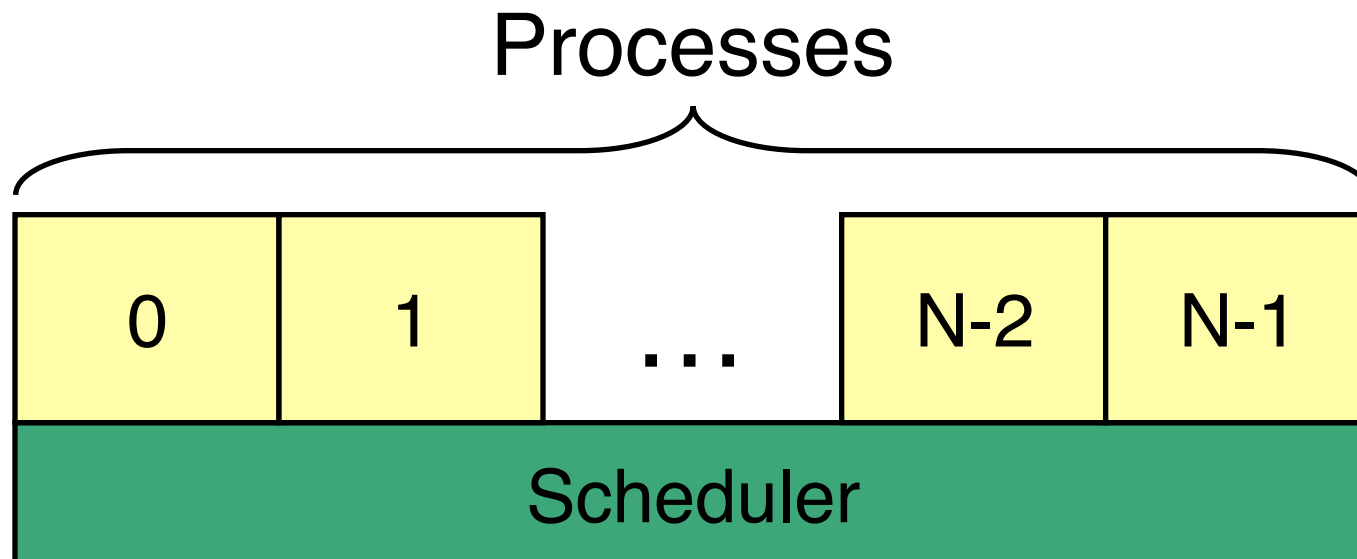 Processes
0 1 ... N-2 N-1
Scheduler